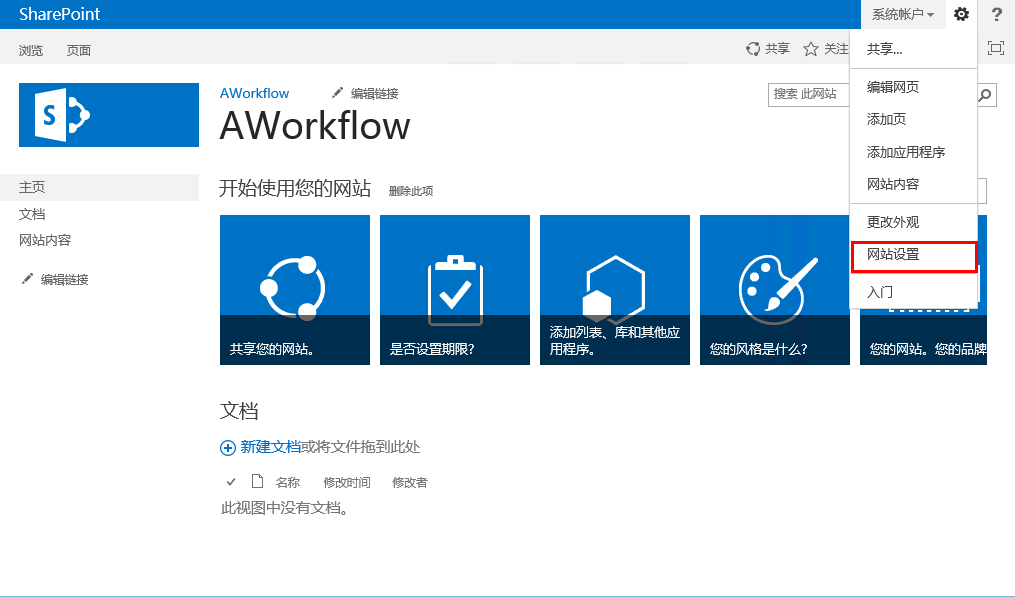 SharePoint
系统帐户
?
浏览
页面
共享
关注
共享...
编辑网页
添加页
添加应用程序
网站内容
更改外观
网站设置
入门
S
AWorkflow
编辑链接
AWorkflow
搜索 此网站
主页
文档
网站内容
编辑链接
开始使用您的网站
删除此项
共享您的网站。
是否设置期限?
添加列表、库和其他应
用程序。
您的风格是什么?
您的网站。您的品牌
文档
新建文档或将文件拖到此处
名称
修改时间
修改者
此视图中没有文档。